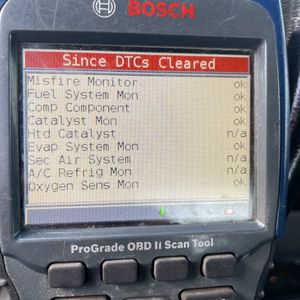 BOSCH
Since DTCs Cleared
Misfire Monitor ok
Fuel System Mon ok
Comp Component ok
Catalyst Mon ok
Htd Catalyst n/a
Evap System Mon ok
Sec Air System n/a
A/C Refrig Mon n/a
Oxygen Sens Mon ok
ProGrade OBD II Scan Tool